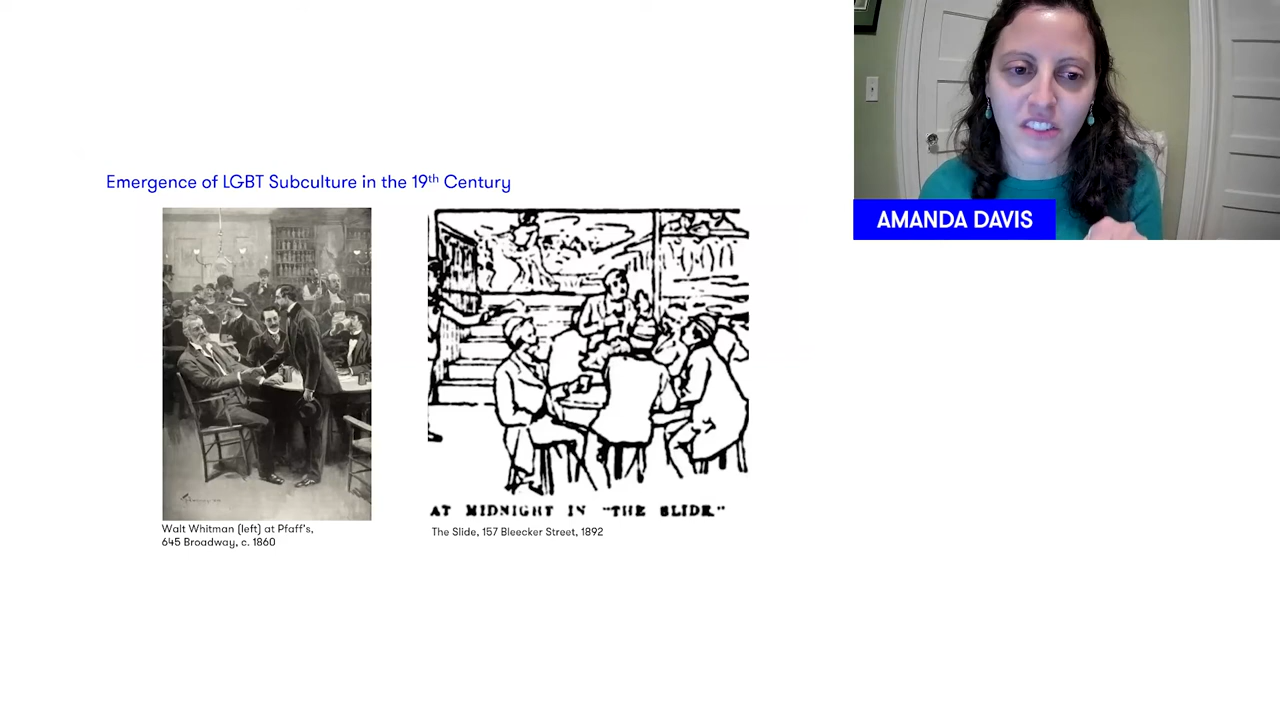 Emergence of LGBT Subculture in the 19th Century
AMANDA DAVIS
AT MIDNIGHT IN "THE SLIDE."
Walt Whitman (left) at Pfaff's,
645 Broadway, c. 1860
The Slide, 157 Bleecker Street, 1892